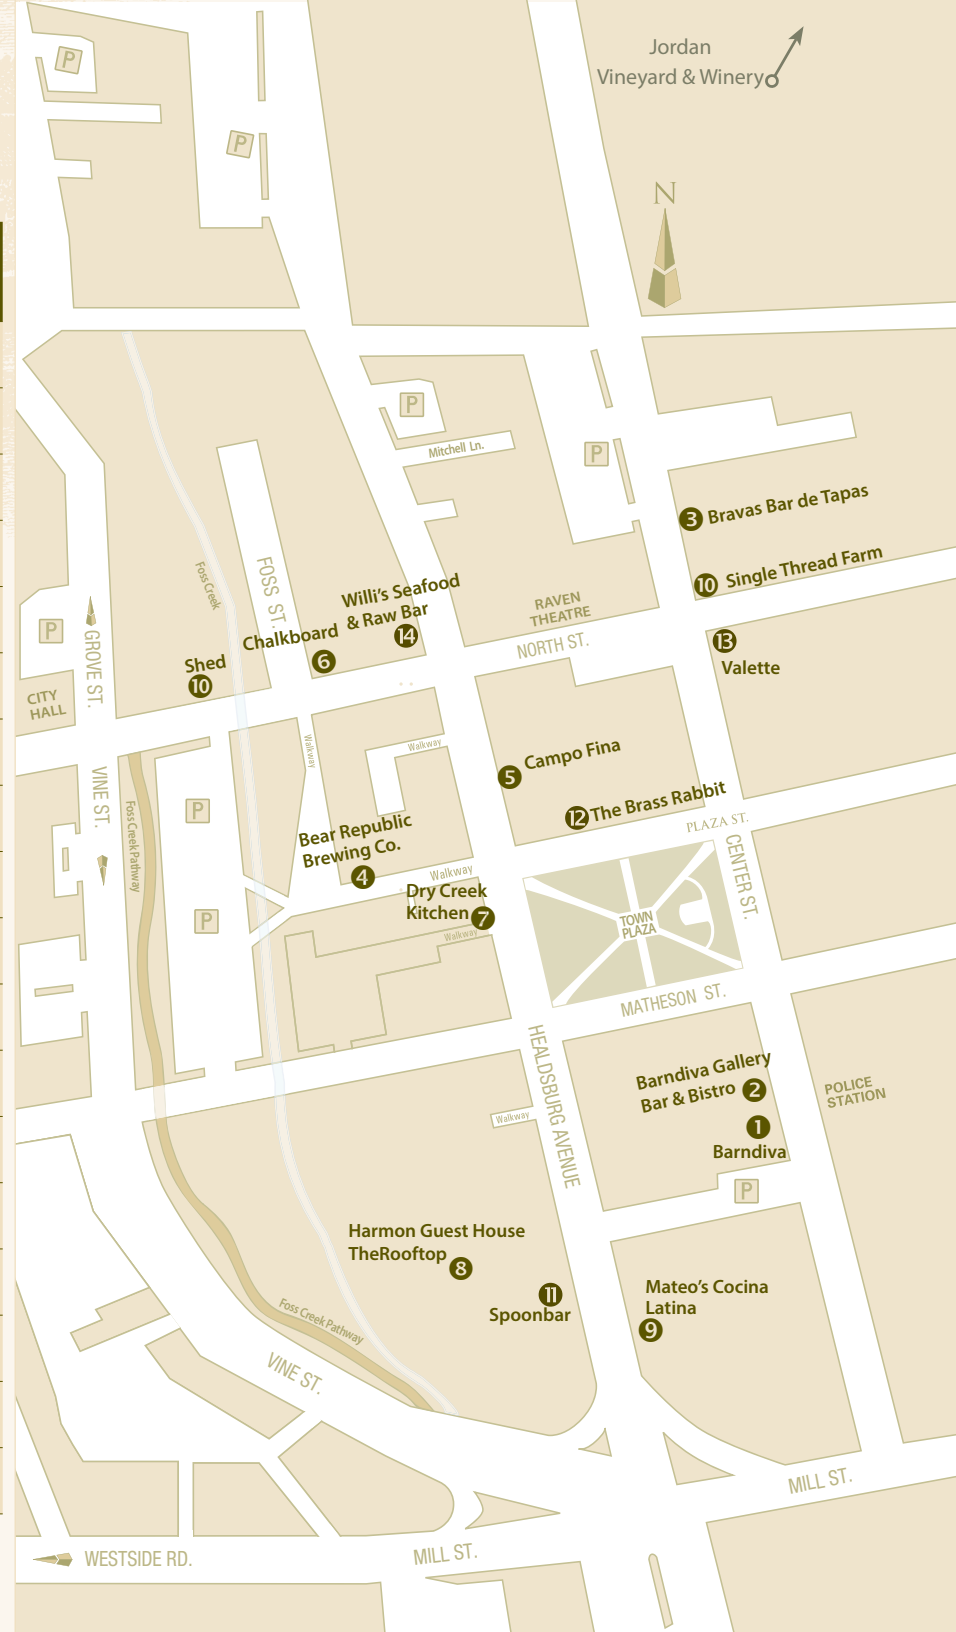 Jordan
Vineyard & Winery
P
P
N
P
Mitchell Ln.
P
3 Bravas Bar de Tapas
10 Single Thread Farm
Foss Creek
FOSS ST.
Willi's Seafood
& Raw Bar
14
RAVEN
THEATRE
NORTH ST.
Chalkboard
6
Shed
10
P
GROVE ST.
CITY
HALL
13
Valette
Walkway
Walkway
5 Campo Fina
12 The Brass Rabbit
PLAZA ST.
VINE ST.
Foss Creek Pathway
P
Bear Republic
Brewing Co.
4
Walkway
CENTER ST.
Dry Creek
Kitchen 7
P
Walkway
TOWN
PLAZA
MATHESON ST.
HEALDSBURG AVENUE
Barndiva Gallery
Bar & Bistro 2
1
Barndiva
POLICE
STATION
Walkway
P
Harmon Guest House
TheRooftop 8
11
Spoonbar
Mateo's Cocina
Latina
9
Foss Creek Pathway
VINE ST.
MILL ST.
WESTSIDE RD.
MILL ST.